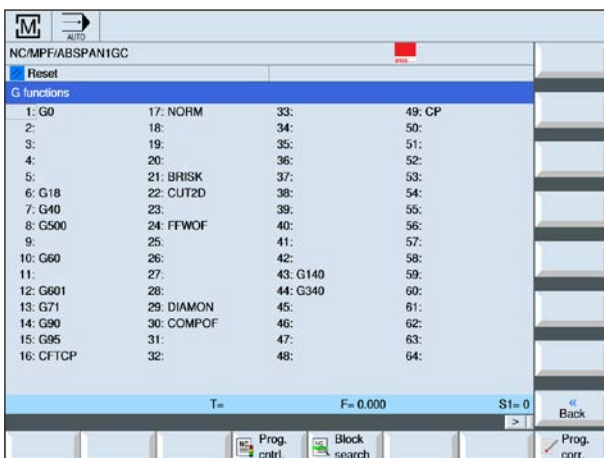 M
AUTO
NC/MPF/ABSPAN1GC
Reset
G functions
1: G0 17: NORM 33: 49: CP
2: 18: 34: 50:
3: 19: 35: 51:
4: 20: 36: 52:
5: 21: BRISK 37: 53:
6: G18 22: CUT2D 38: 54:
7: G40 23: 39: 55:
8: G500 24: FFWOF 40: 56:
9: 25: 41: 57:
10: G60 26: 42: 58:
11: 27: 43: G140 59:
12: G601 28: 44: G340 60:
13: G71 29: DIAMON 45: 61:
14: G90 30: COMPOF 46: 62:
15: G95 31: 47: 63:
16: CFTCP 32: 48: 64:
T= F= 0.000 S1= 0
« Back
>
NC Prog. cntrl.
NC Block search
Prog. corr.